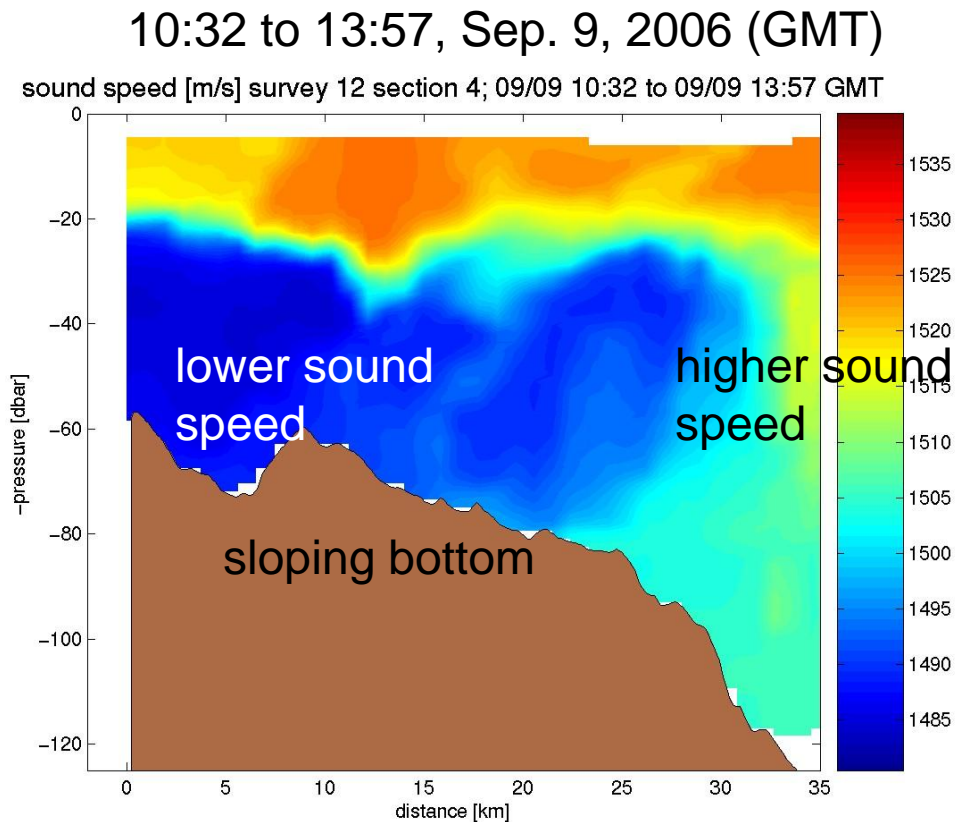 10:32 to 13:57, Sep. 9, 2006 (GMT)
sound speed [m/s] survey 12 section 4; 09/09 10:32 to 09/09 13:57 GMT
0
−20
−40
−60
−80
−100
−120
−pressure [dbar]
lower sound
speed
higher sound
speed
sloping bottom
0 5 10 15 20 25 30 35
distance [km]
1535
1530
1525
1520
1515
1510
1505
1500
1495
1490
1485